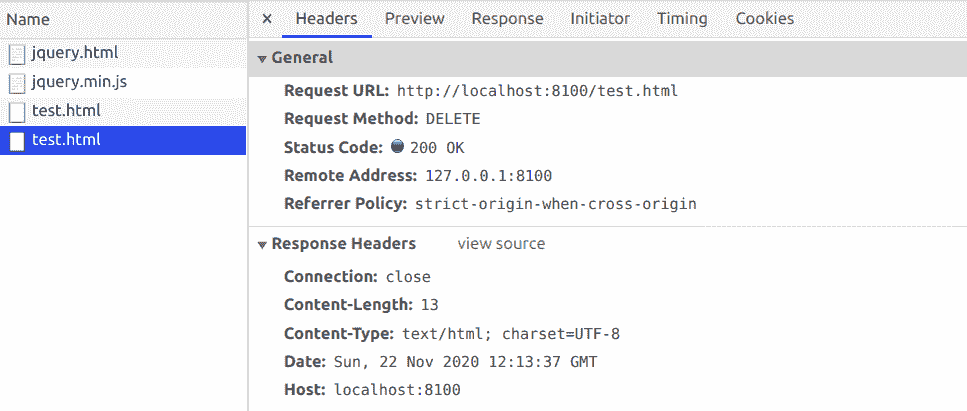 Name
jquery.html
jquery.min.js
test.html
test.html
× Headers Preview Response Initiator Timing Cookies
General
Request URL: http://localhost:8100/test.html
Request Method: DELETE
Status Code: 200 OK
Remote Address: 127.0.0.1:8100
Referrer Policy: strict-origin-when-cross-origin
Response Headers view source
Connection: close
Content-Length: 13
Content-Type: text/html; charset=UTF-8
Date: Sun, 22 Nov 2020 12:13:37 GMT
Host: localhost:8100